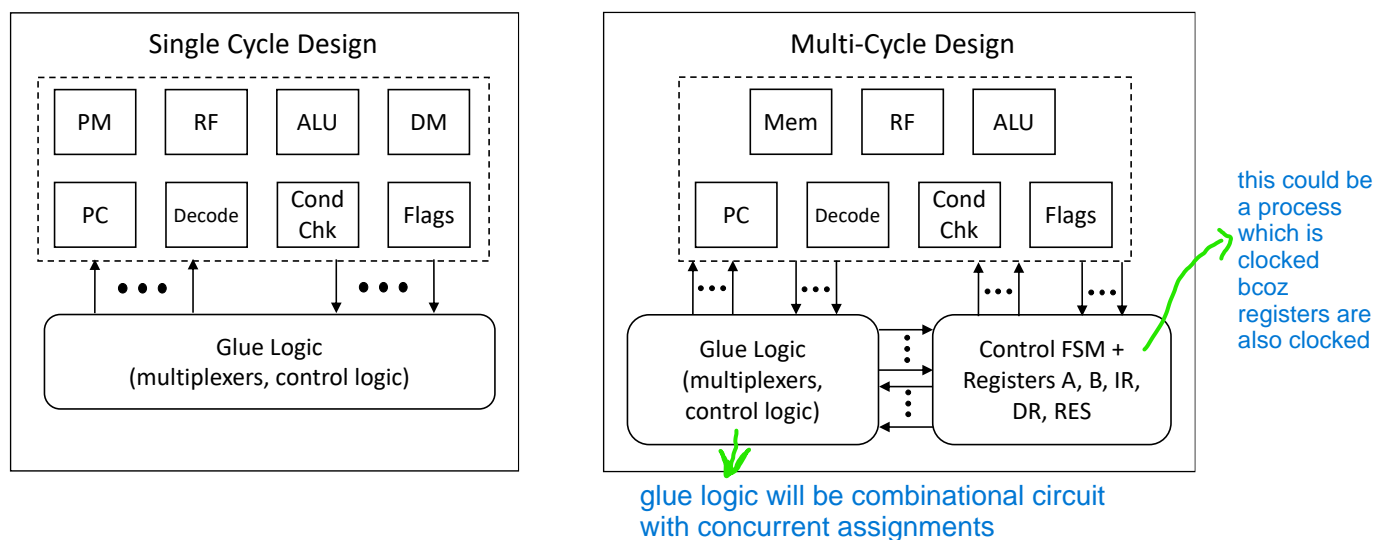 Single Cycle Design
PM
RF
ALU
DM
PC
Decode
Cond
Chk
Flags
Glue Logic
(multiplexers, control logic)
Multi-Cycle Design
Mem
RF
ALU
PC
Decode
Cond
Chk
Flags
Glue Logic
(multiplexers,
control logic)
Control FSM +
Registers A, B, IR,
DR, RES
this could be
a process
which is
clocked
bcoz
registers are
also clocked
glue logic will be combinational circuit
with concurrent assignments